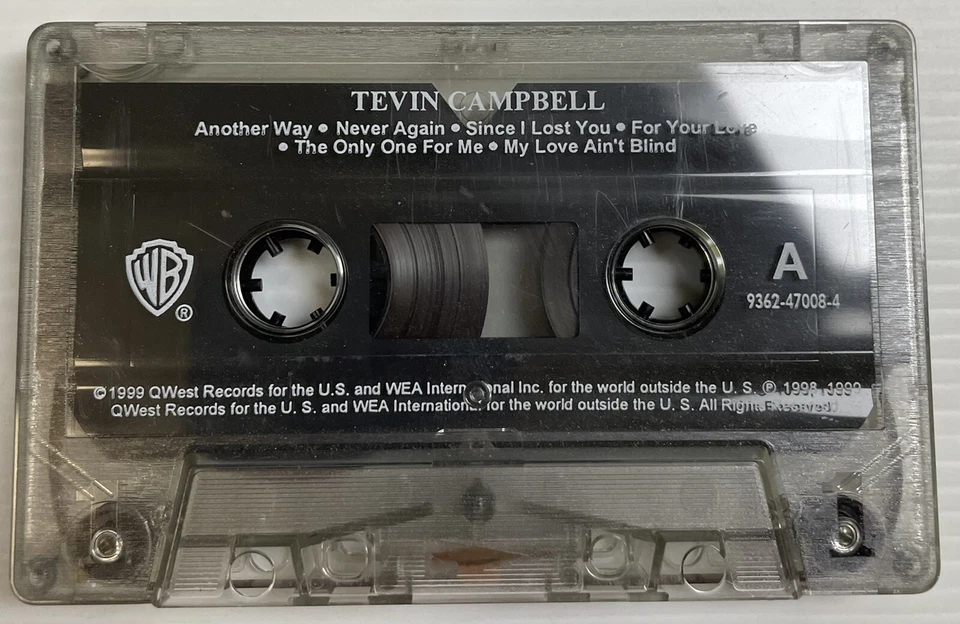 TEVIN CAMPBELL
Another Way • Never Again • Since I Lost You • For Your Love
• The Only One For Me • My Love Ain't Blind
WB
®
A
9362-47008-4
©1999 QWest Records for the U.S. and WEA International Inc. for the world outside the U. S. ℗ 1998, 1999
QWest Records for the U. S. and WEA International for the world outside the U. S. All Rights Reserved